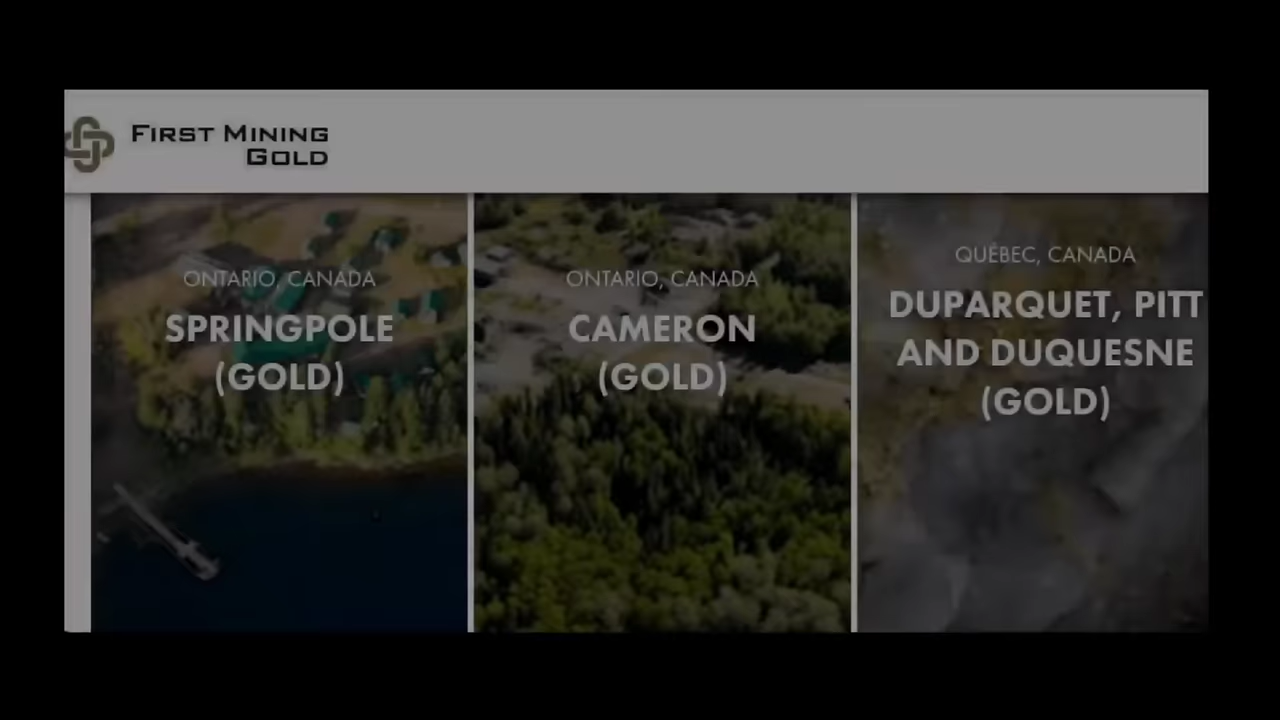 FIRST MINING
GOLD
ONTARIO, CANADA
SPRINGPOLE
(GOLD)
ONTARIO, CANADA
CAMERON
(GOLD)
QUÉBEC, CANADA
DUPARQUET, PITT
AND DUQUESNE
(GOLD)